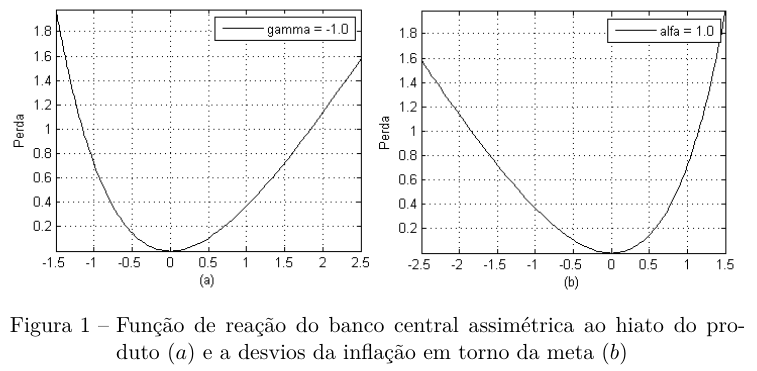 gamma = -1.0
Perda
1.8
1.6
1.4
1.2
1
0.8
0.6
0.4
0.2
-1.5 -1 -0.5 0 0.5 1 1.5 2 2.5
(a)
alfa = 1.0
Perda
1.8
1.6
1.4
1.2
1
0.8
0.6
0.4
0.2
-2.5 -2 -1.5 -1 -0.5 0 0.5 1 1.5
(b)
Figura 1 – Função de reação do banco central assimétrica ao hiato do pro-
duto (a) e a desvios da inflação em torno da meta (b)